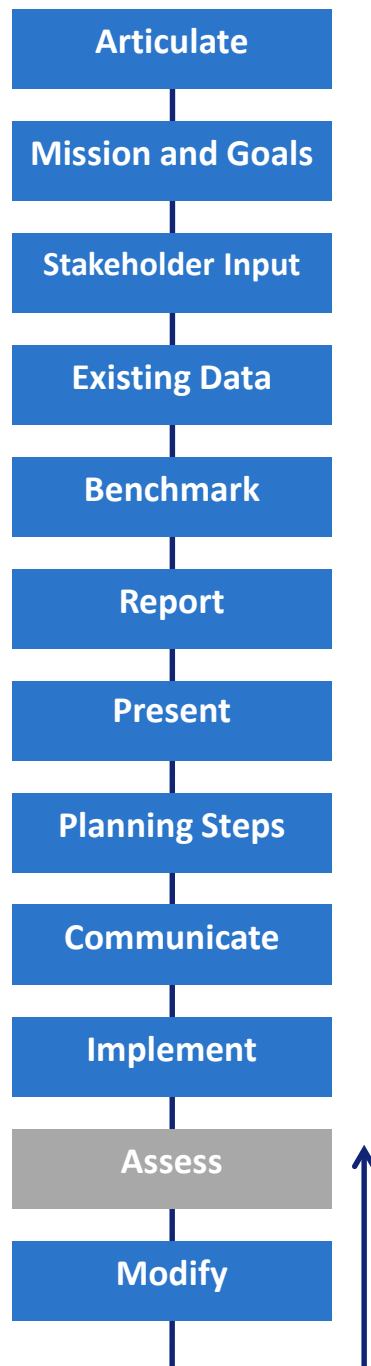 Articulate
Mission and Goals
Stakeholder Input
Existing Data
Benchmark
Report
Present
Planning Steps
Communicate
Implement
Assess
Modify